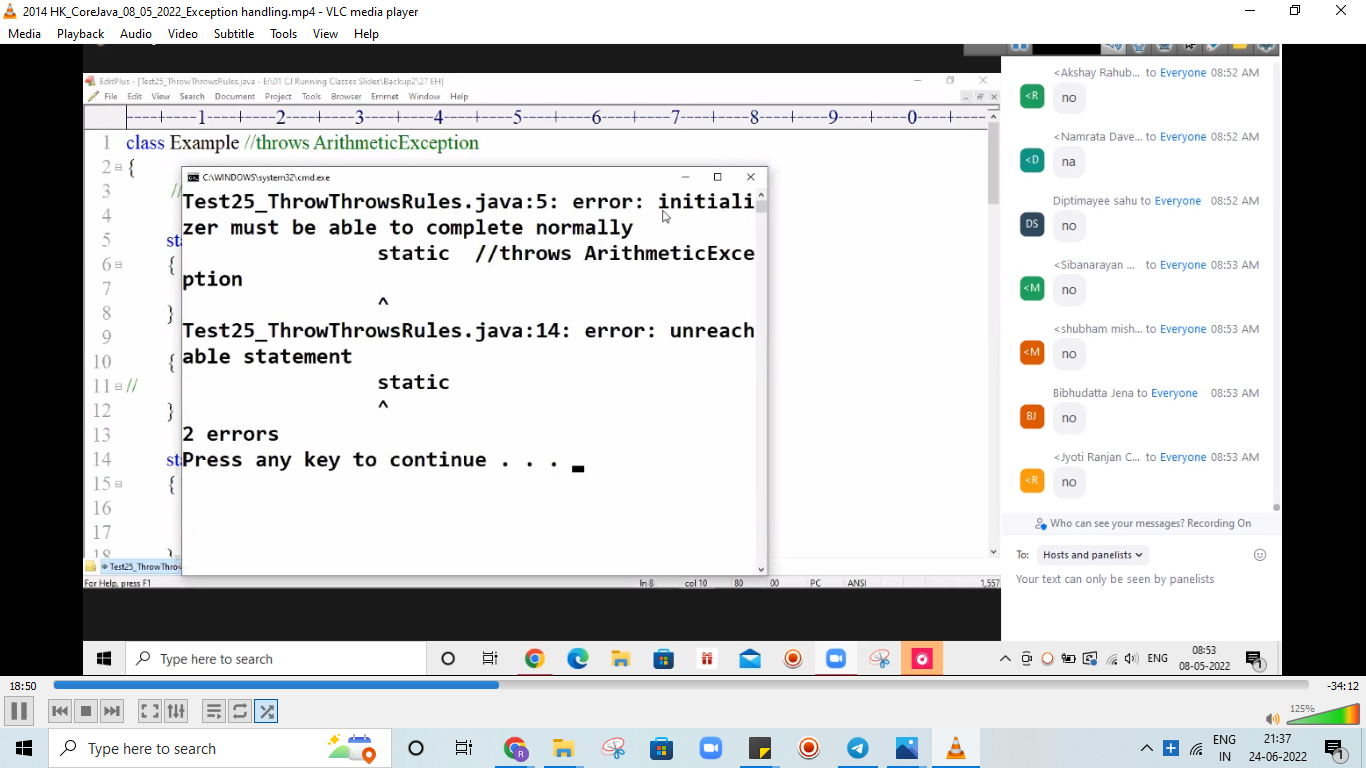 2014 HK_CoreJava_08_05_2022_Exception handling.mp4 - VLC media player
Media Playback Audio Video Subtitle Tools View Help
EditPlus - [Test25_ThrowThrowsRules.java - E:\01 CJ Running Classes Slides\Backup2\27 EH]
File Edit View Search Document Project Tools Browser Emmet Window Help
----+----1----+----2----+----3----+----4----+----5----+----6----+----7----+----8----+----9----+----0----+--
1 class Example //throws ArithmeticException
2 {
3 //
4
5 sta
6 {
7
8 }
9
10 {
11 //
12 }
13
14 sta
15 {
16
17
18 }
C:\WINDOWS\system32\cmd.exe
Test25_ThrowThrowsRules.java:5: error: initiali
zer must be able to complete normally
static //throws ArithmeticExce
ption
^
Test25_ThrowThrowsRules.java:14: error: unreach
able statement
static
^
2 errors
Press any key to continue . . .
Test25_ThrowThrow
For Help, press F1
ln 8 col 10 80 00 PC ANSI 1,557
<Akshay Rahub... to Everyone 08:52 AM
<R no
<Namrata Dave... to Everyone 08:52 AM
<D na
Diptimayee sahu to Everyone 08:52 AM
DS no
<Sibanarayan ... to Everyone 08:53 AM
<M no
<shubham mish... to Everyone 08:53 AM
<M no
Bibhudatta Jena to Everyone 08:53 AM
BJ no
<Jyoti Ranjan C... to Everyone 08:53 AM
<R no
Who can see your messages? Recording On
To: Hosts and panelists
Your text can only be seen by panelists
Type here to search
ENG
08:53
08-05-2022
1
18:50
-34:12
125%
Type here to search
R
ENG
IN
21:37
24-06-2022
1